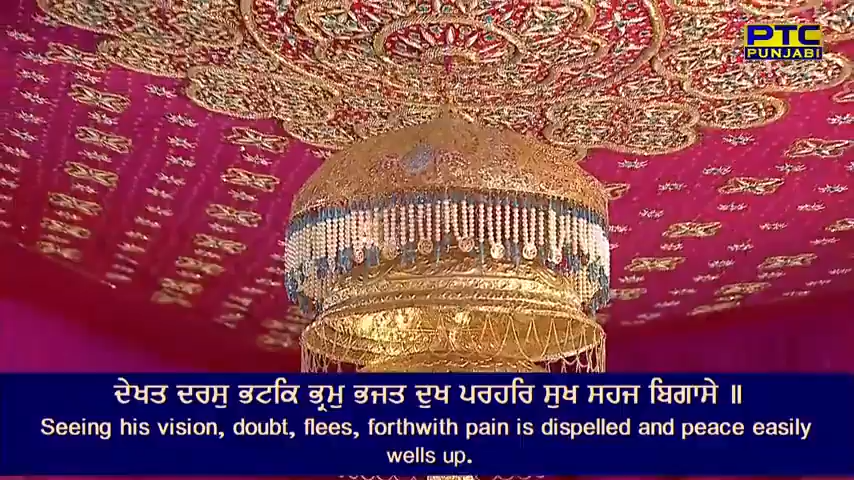 PTC
PUNJABI
ਦੇਖਤ ਦਰਸੁ ਭਟਕਿ ਭ੍ਰਮੁ ਭਜਤ ਦੁਖ ਪਰਹਰਿ ਸੁਖ ਸਹਜ ਬਿਗਾਸੇ ॥
Seeing his vision, doubt, flees, forthwith pain is dispelled and peace easily
wells up.